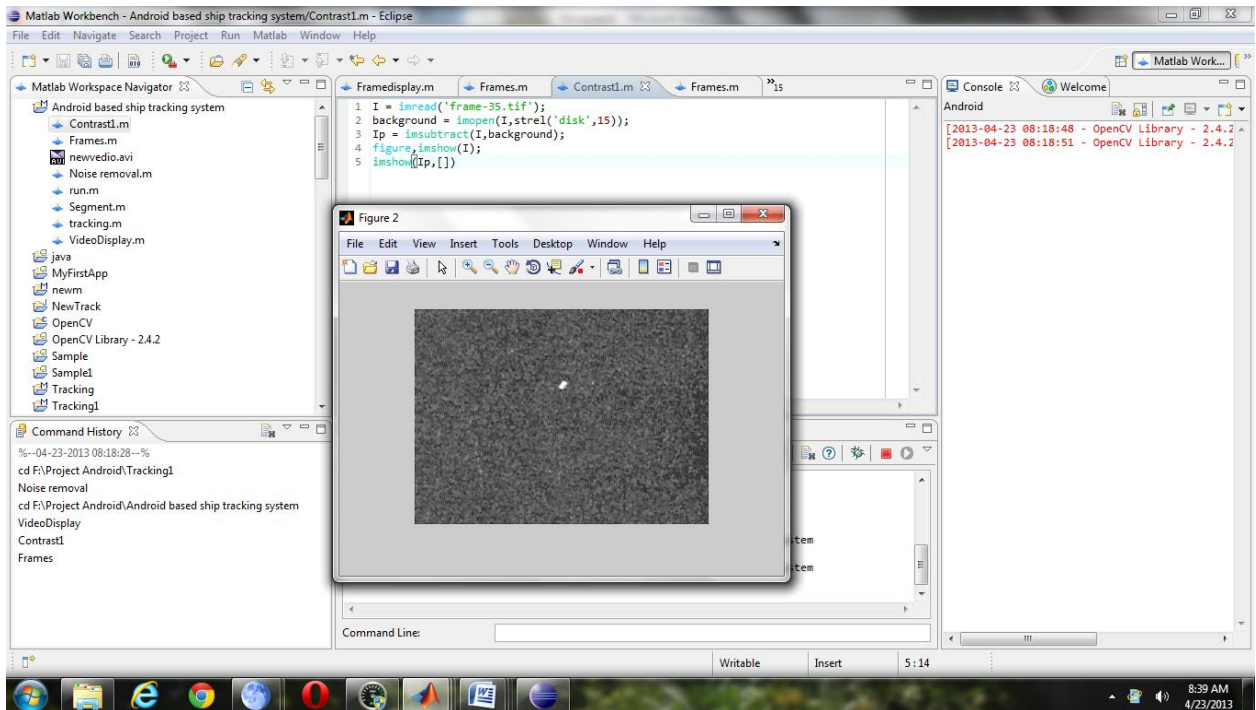 Matlab Workbench - Android based ship tracking system/Contrast1.m - Eclipse
File Edit Navigate Search Project Run Matlab Window Help
Matlab Work...
Matlab Workspace Navigator
Android based ship tracking system
Contrast1.m
Frames.m
newvedio.avi
Noise removal.m
run.m
Segment.m
tracking.m
VideoDisplay.m
java
MyFirstApp
newm
NewTrack
OpenCV
OpenCV Library - 2.4.2
Sample
Sample1
Tracking
Tracking1
Framedisplay.m Frames.m Contrast1.m Frames.m »15
1 I = imread('frame-35.tif');
2 background = imopen(I,strel('disk',15));
3 Ip = imsubtract(I,background);
4 figure,imshow(I);
5 imshow(Ip,[])
Console Welcome
Android
[2013-04-23 08:18:48 - OpenCV Library - 2.4.2
[2013-04-23 08:18:51 - OpenCV Library - 2.4.2
Figure 2
File Edit View Insert Tools Desktop Window Help
Command History
%--04-23-2013 08:18:28--%
cd F:\Project Android\Tracking1
Noise removal
cd F:\Project Android\Android based ship tracking system
VideoDisplay
Contrast1
Frames
stem
stem
Command Line:
Writable Insert 5 : 14
8:39 AM
4/23/2013